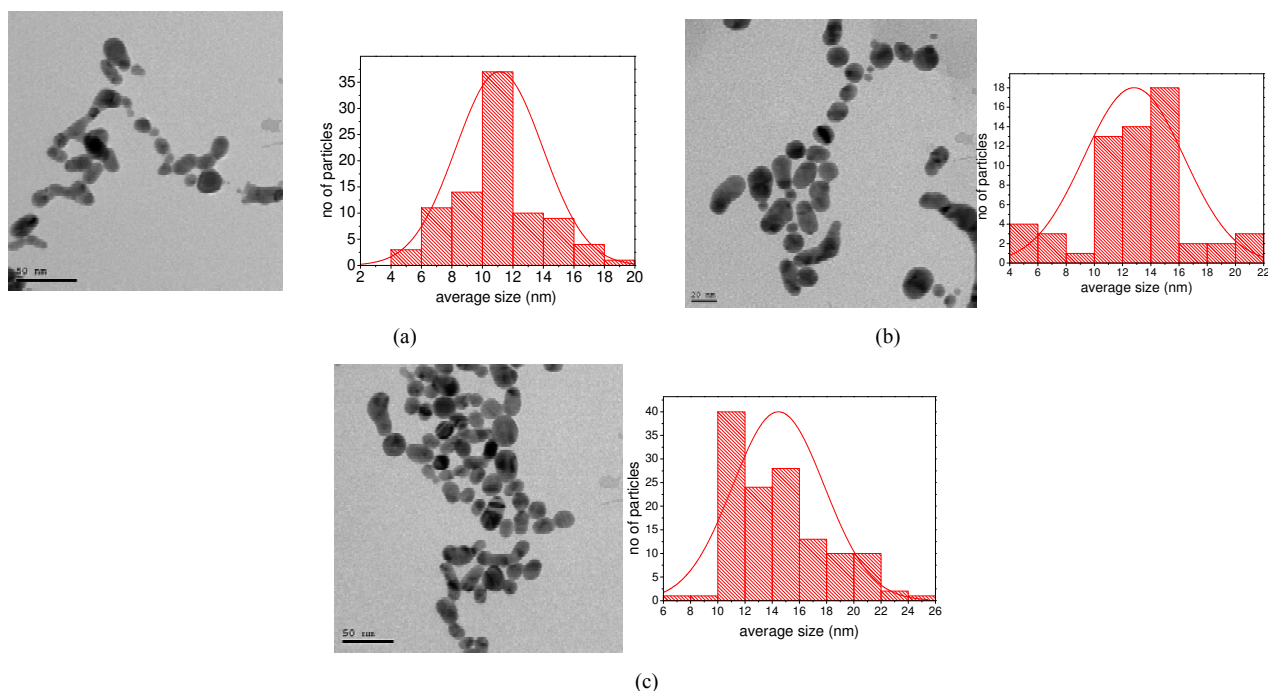 50 nm
no of particles
35
30
25
20
15
10
5
0
2 4 6 8 10 12 14 16 18 20
average size (nm)
(a)
20 nm
no of particles
18
16
14
12
10
8
6
4
2
0
4 6 8 10 12 14 16 18 20 22
average size (nm)
(b)
50 nm
no of particles
40
35
30
25
20
15
10
5
0
6 8 10 12 14 16 18 20 22 24 26
average size (nm)
(c)